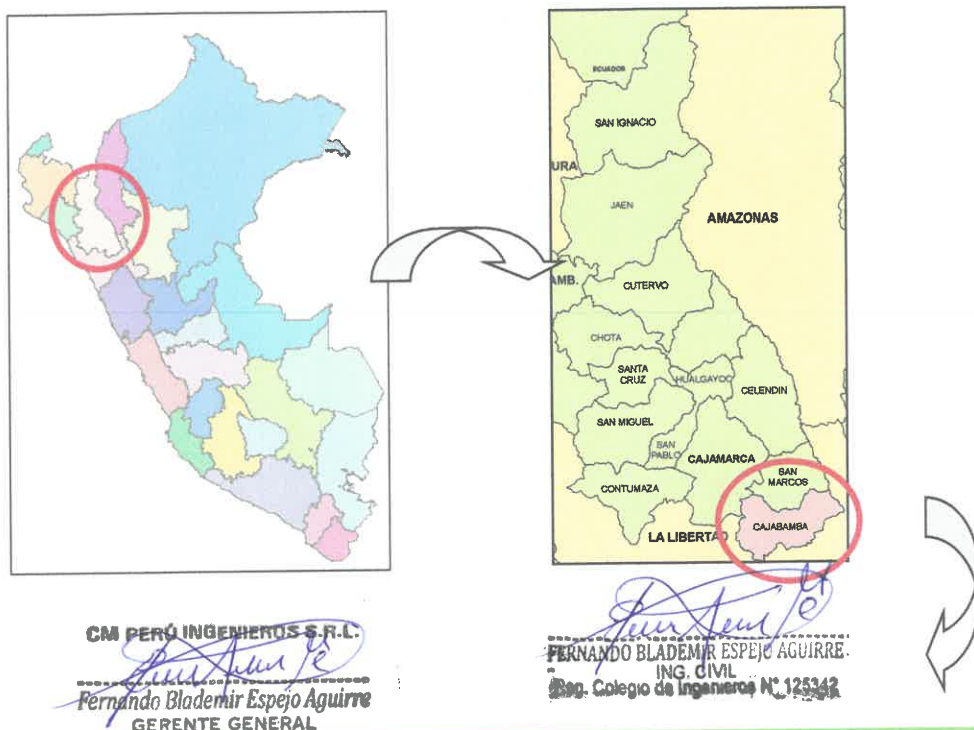 ECUADOR
SAN IGNACIO
URA
JAEN
AMAZONAS
AMB.
CUTERVO
CHOTA
SANTA
CRUZ
HUALGAYOC
CELENDIN
SAN MIGUEL
SAN
PABLO
CAJAMARCA
SAN
MARCOS
CONTUMAZA
CAJABAMBA
LA LIBERTAD
CM PERÚ INGENIEROS S.R.L.
Fernando Blademir Espejo Aguirre
GERENTE GENERAL
FERNANDO BLADEMIR ESPEJO AGUIRRE
ING. CIVIL
Reg. Colegio de Ingenieros N° 125342